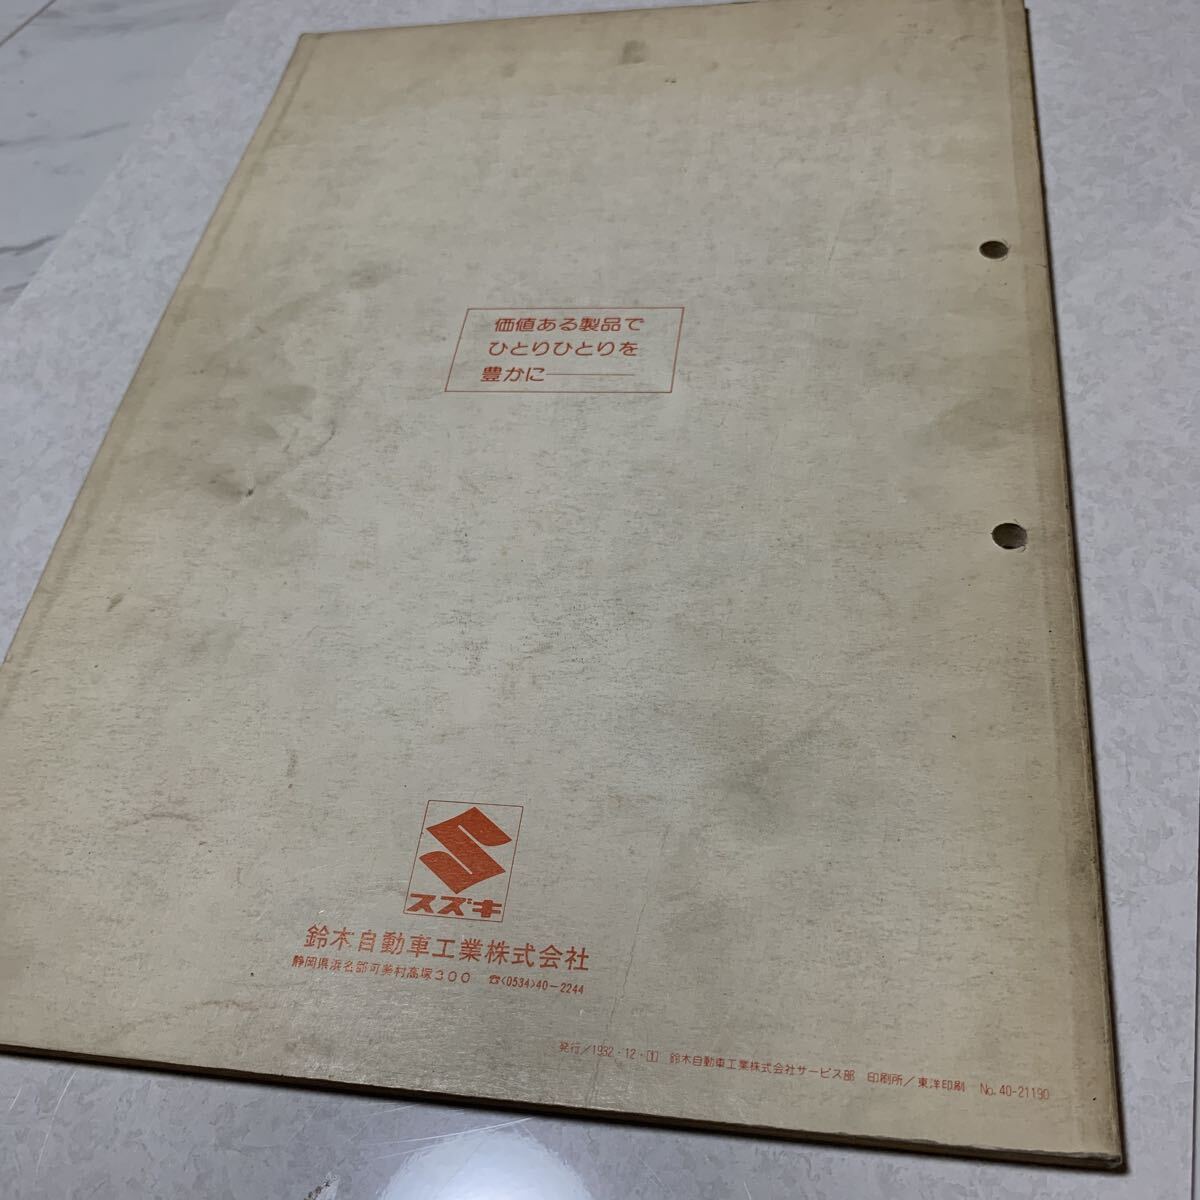 価値ある製品で
ひとりひとりを
豊かに————
スズキ
鈴木自動車工業株式会社
静岡県浜名郡可美村高塚300 ☎<0534>40-2244
発行/1982・12・① 鈴木自動車工業株式会社サービス部 印刷所/東洋印刷 No.40-21190